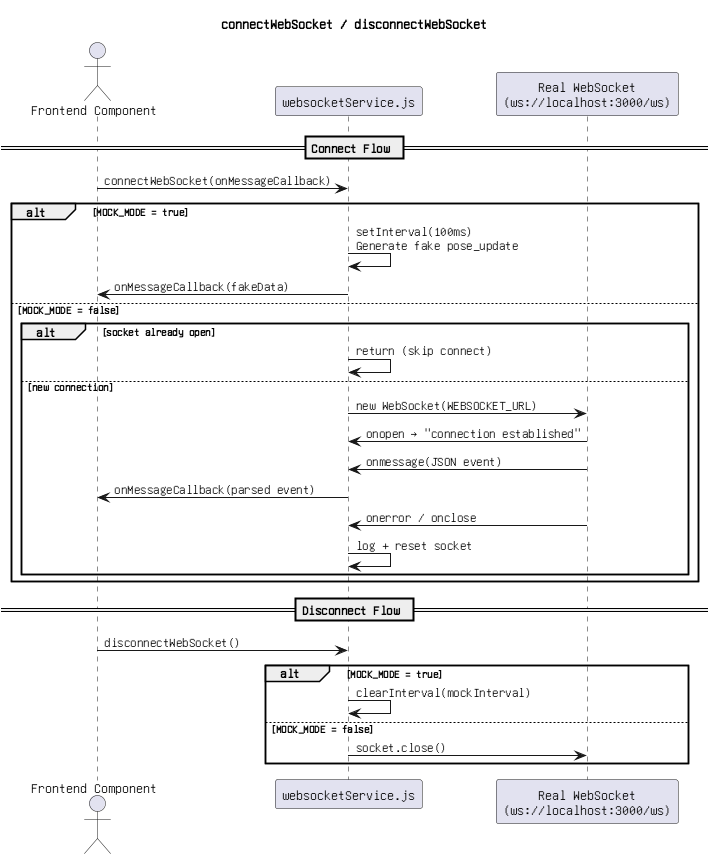 connectWebSocket / disconnectWebSocket
Frontend Component
websocketService.js
Real WebSocket
(ws://localhost:3000/ws)
Connect Flow
connectWebSocket(onMessageCallback)
alt
[MOCK_MODE = true]
setInterval(100ms)
Generate fake pose_update
onMessageCallback(fakeData)
[MOCK_MODE = false]
alt
[socket already open]
return (skip connect)
[new connection]
new WebSocket(WEBSOCKET_URL)
onopen → "connection established"
onmessage(JSON event)
onMessageCallback(parsed event)
onerror / onclose
log + reset socket
Disconnect Flow
disconnectWebSocket()
alt
[MOCK_MODE = true]
clearInterval(mockInterval)
[MOCK_MODE = false]
socket.close()
Frontend Component
websocketService.js
Real WebSocket
(ws://localhost:3000/ws)